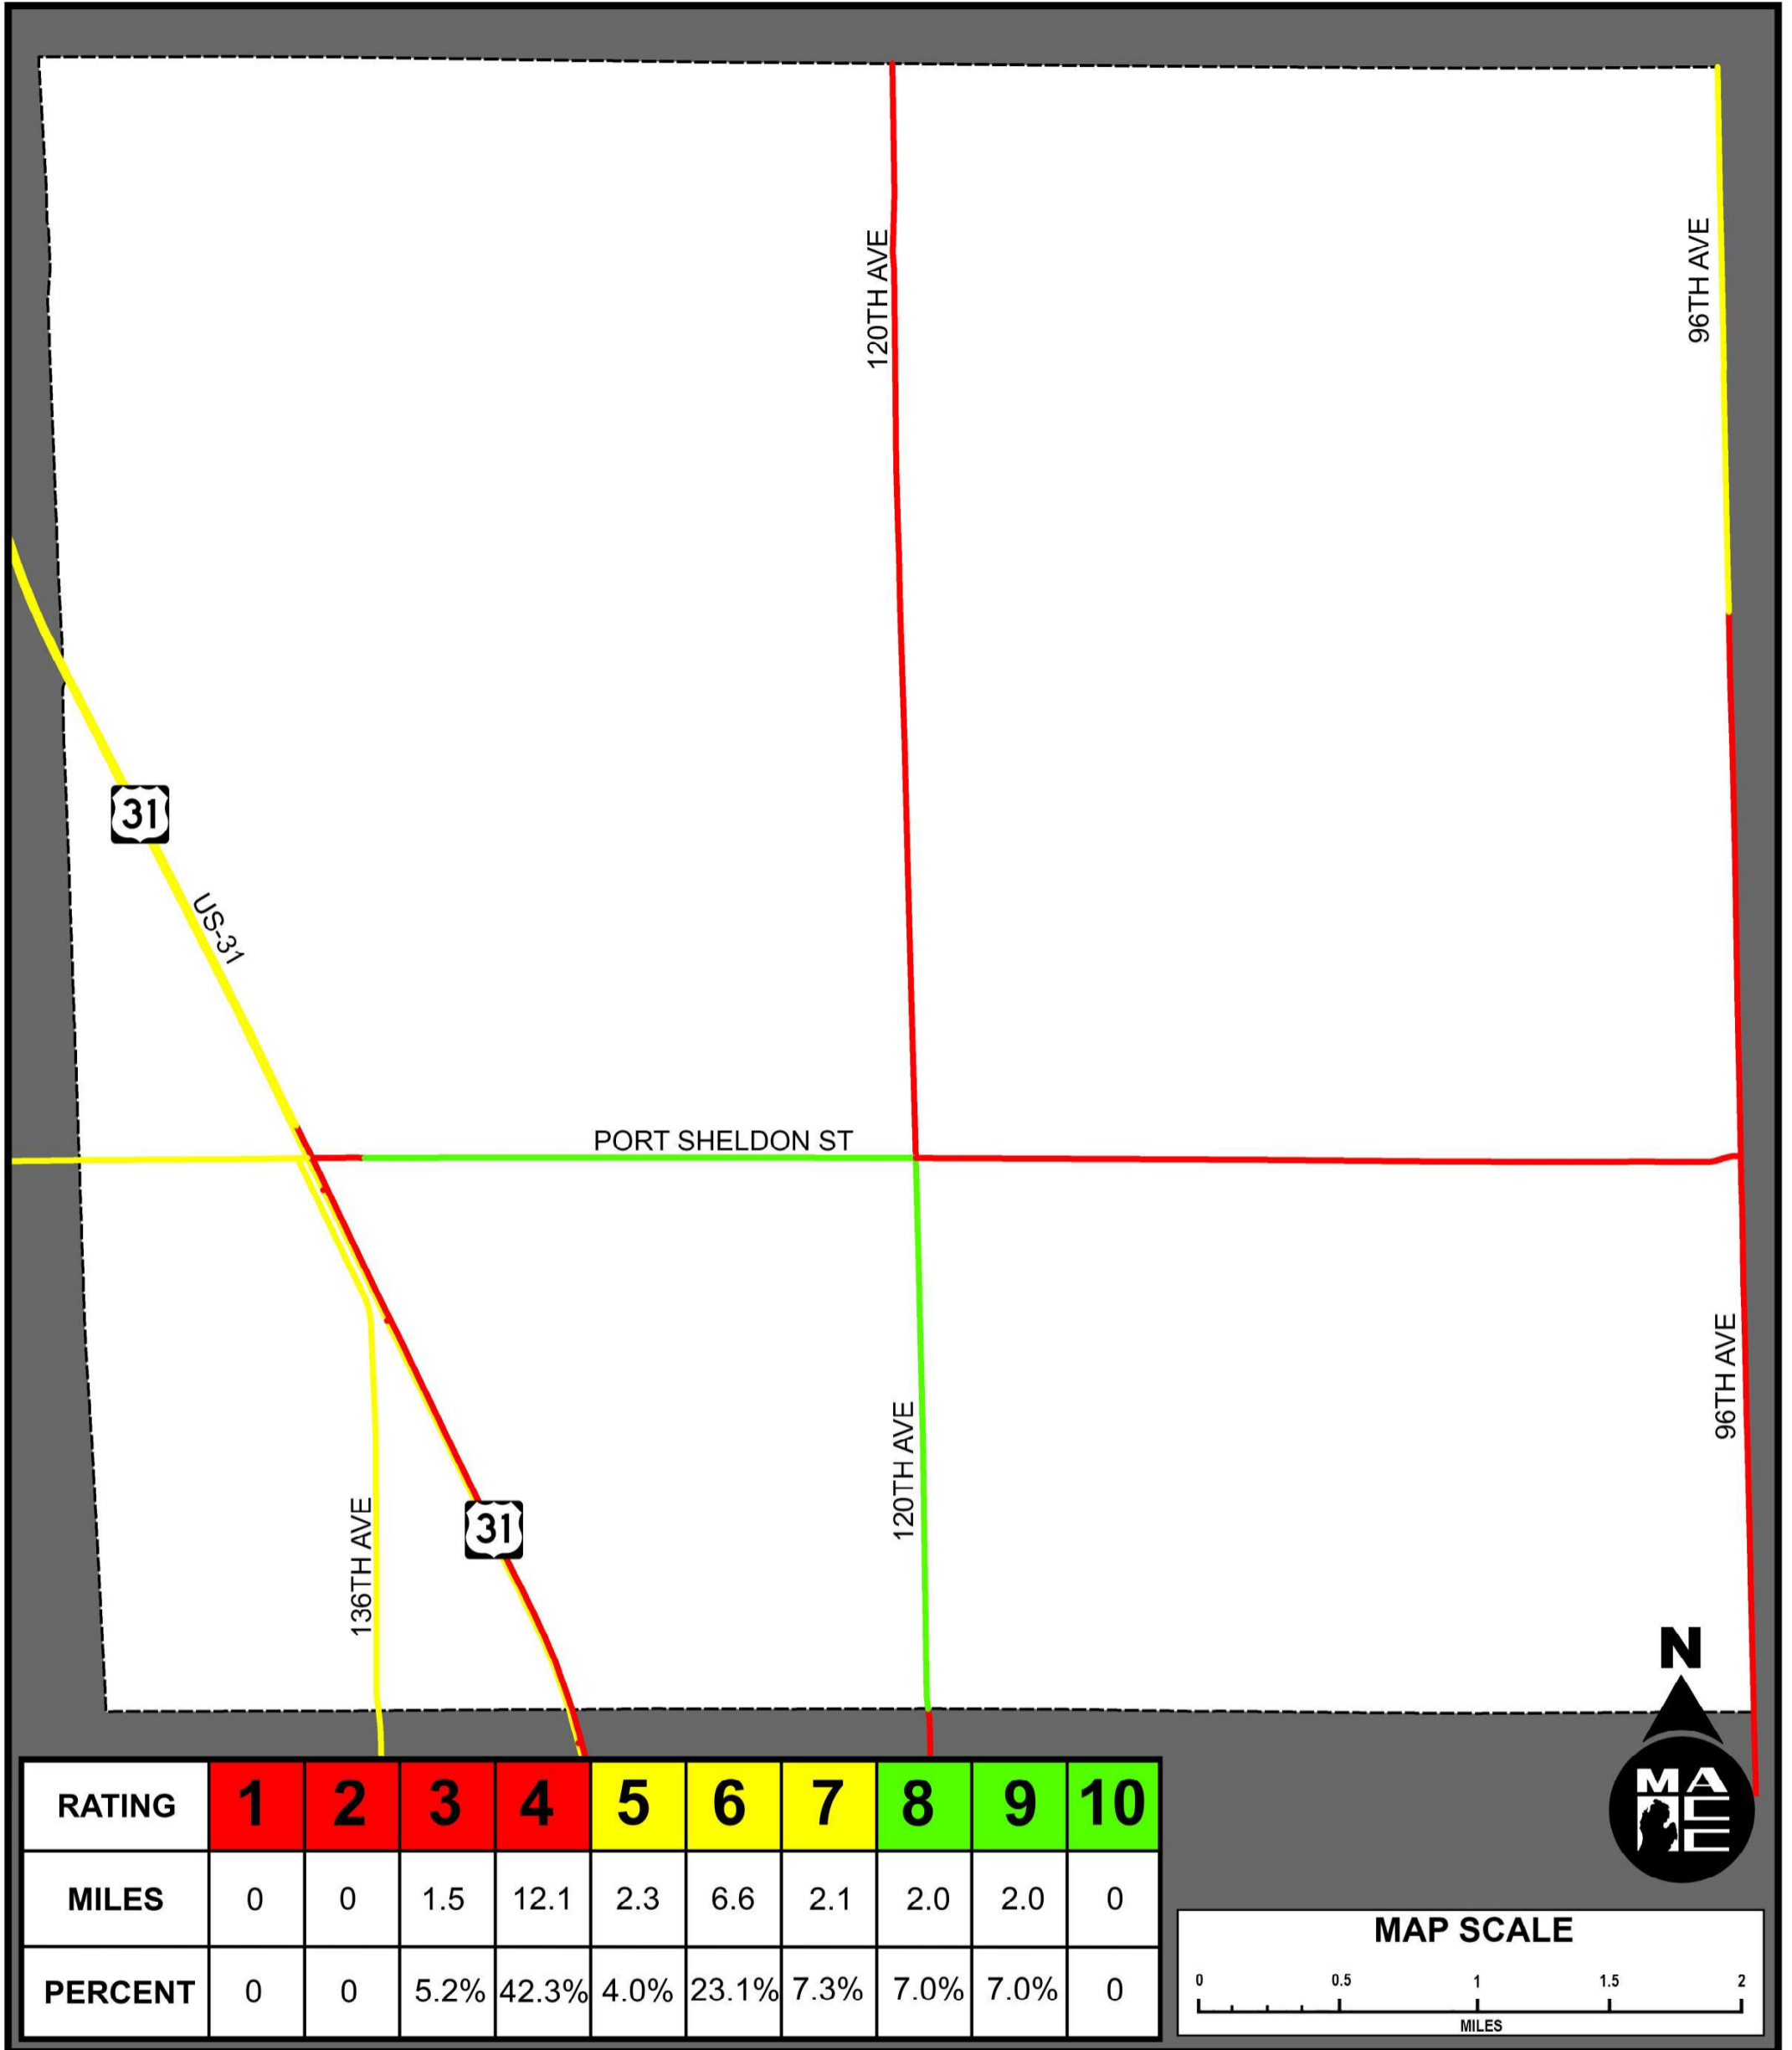 120TH AVE
96TH AVE
31
US-31
PORT SHELDON ST
96TH AVE
120TH AVE
136TH AVE
31
N
MA
EE
RATING 1 2 3 4 5 6 7 8 9 10
MILES 0 0 1.5 12.1 2.3 6.6 2.1 2.0 2.0 0
PERCENT 0 0 5.2% 42.3% 4.0% 23.1% 7.3% 7.0% 7.0% 0
MAP SCALE
0 0.5 1 1.5 2
MILES